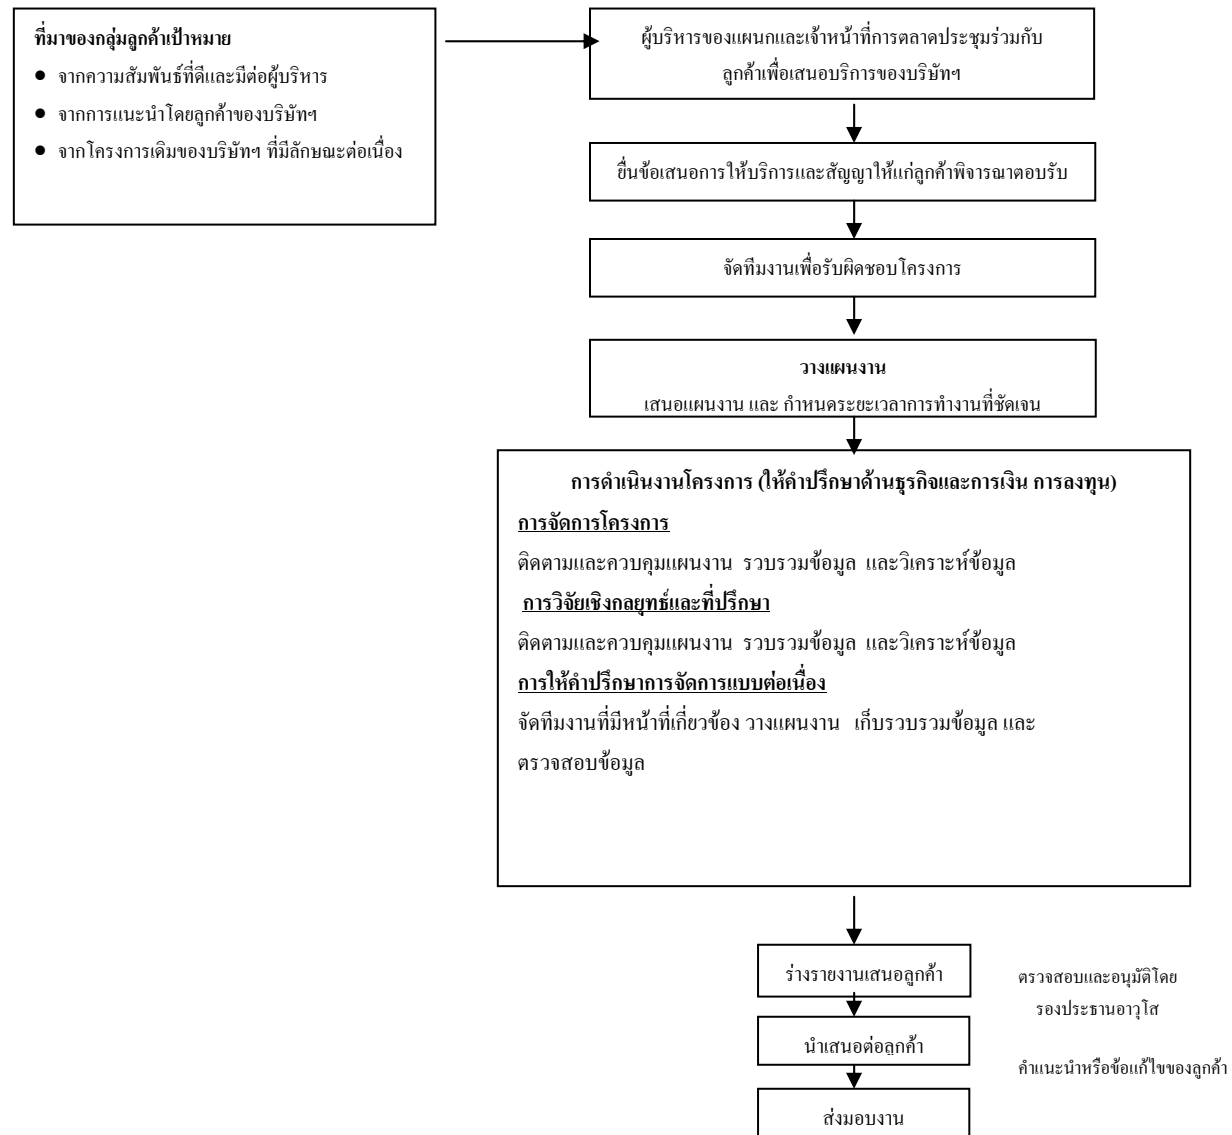 ที่มาของกลุ่มลูกค้าเป้าหมาย
● จากความสัมพันธ์ที่ดีและมีต่อผู้บริหาร
● จากการแนะนำโดยลูกค้าของบริษัทฯ
● จากโครงการเดิมของบริษัทฯ ที่มีลักษณะต่อเนื่อง
ผู้บริหารของแผนกและเจ้าหน้าที่การตลาดประชุมร่วมกับ
ลูกค้าเพื่อเสนอบริการของบริษัทฯ
ยื่นข้อเสนอการให้บริการและสัญญาให้แก่ลูกค้าพิจารณาตอบรับ
จัดทีมงานเพื่อรับผิดชอบโครงการ
วางแผนงาน
เสนอแผนงาน และ กำหนดระยะเวลาการทำงานที่ชัดเจน
การดำเนินงานโครงการ (ให้คำปรึกษาด้านธุรกิจและการเงิน การลงทุน)
การจัดการโครงการ
ติดตามและควบคุมแผนงาน รวบรวมข้อมูล และวิเคราะห์ข้อมูล
การวิจัยเชิงกลยุทธ์และที่ปรึกษา
ติดตามและควบคุมแผนงาน รวบรวมข้อมูล และวิเคราะห์ข้อมูล
การให้คำปรึกษาการจัดการแบบต่อเนื่อง
จัดทีมงานที่มีหน้าที่เกี่ยวข้อง วางแผนงาน เก็บรวบรวมข้อมูล และ
ตรวจสอบข้อมูล
ร่างรายงานเสนอลูกค้า
ตรวจสอบและอนุมัติโดย
รองประธานอาวุโส
นำเสนอต่อลูกค้า
คำแนะนำหรือข้อแก้ไขของลูกค้า
ส่งมอบงาน